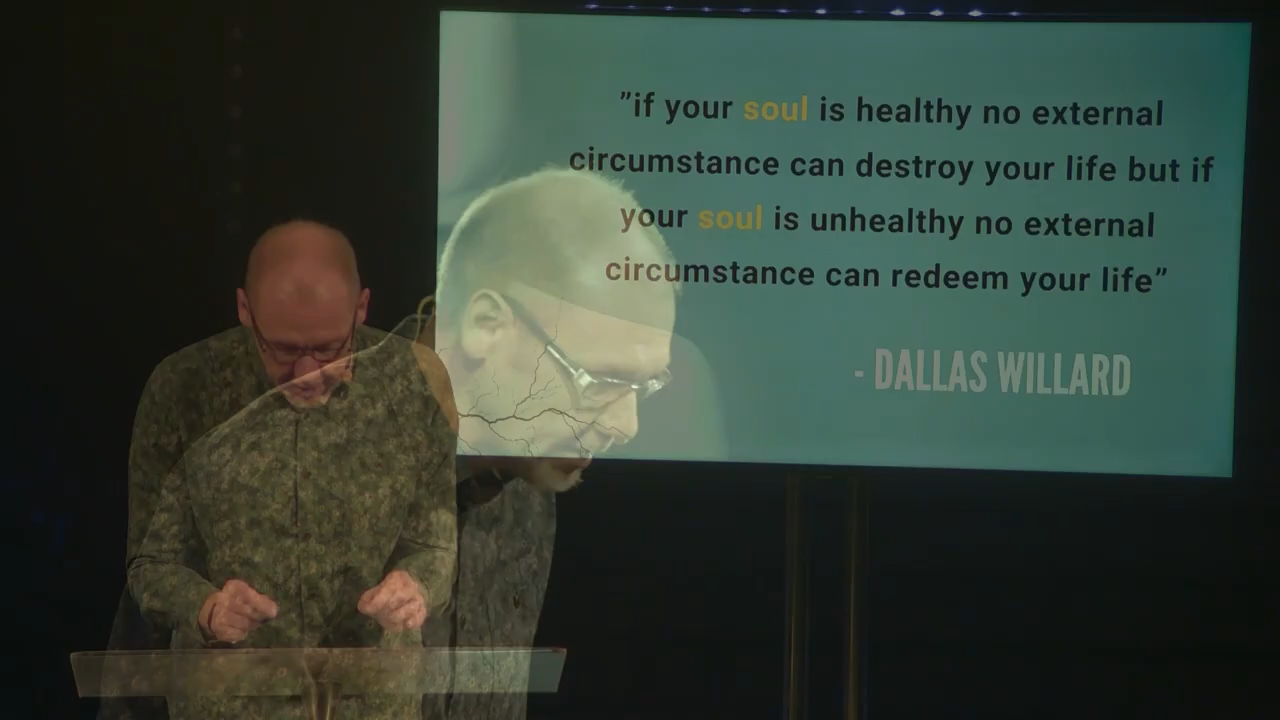 ”if your soul is healthy no external
circumstance can destroy your life but if
your soul is unhealthy no external
circumstance can redeem your life”
- DALLAS WILLARD